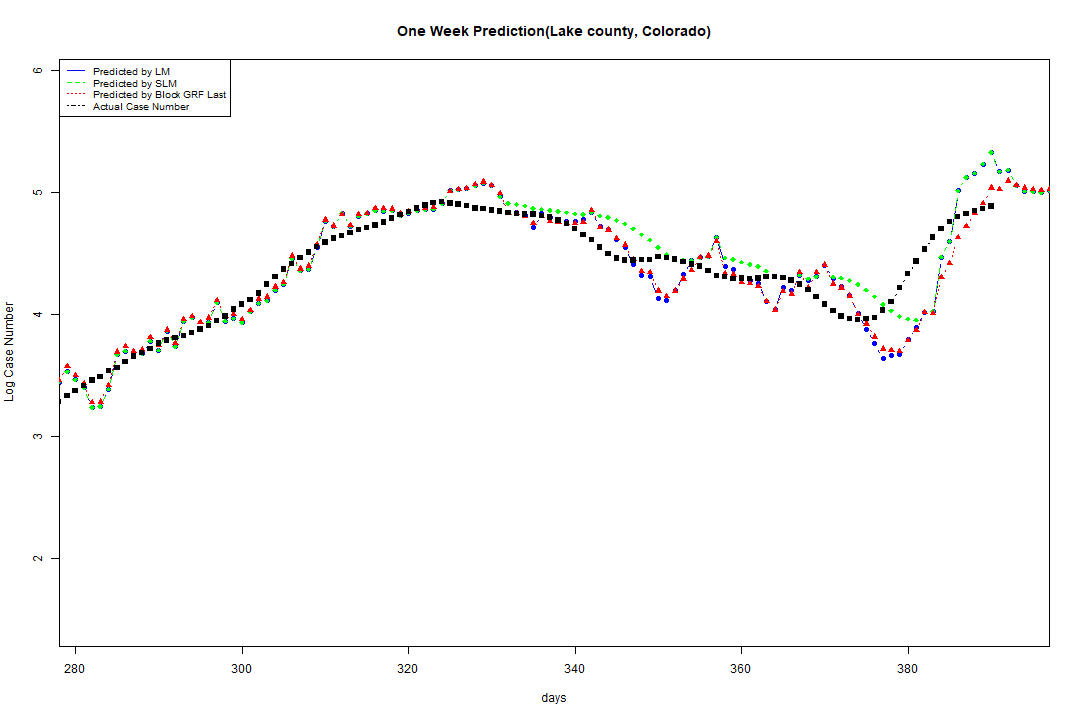 One Week Prediction(Lake county, Colorado)
Predicted by LM
Predicted by SLM
Predicted by Block GRF Last
Actual Case Number
6
5
4
3
2
Log Case Number
280 300 320 340 360 380
days